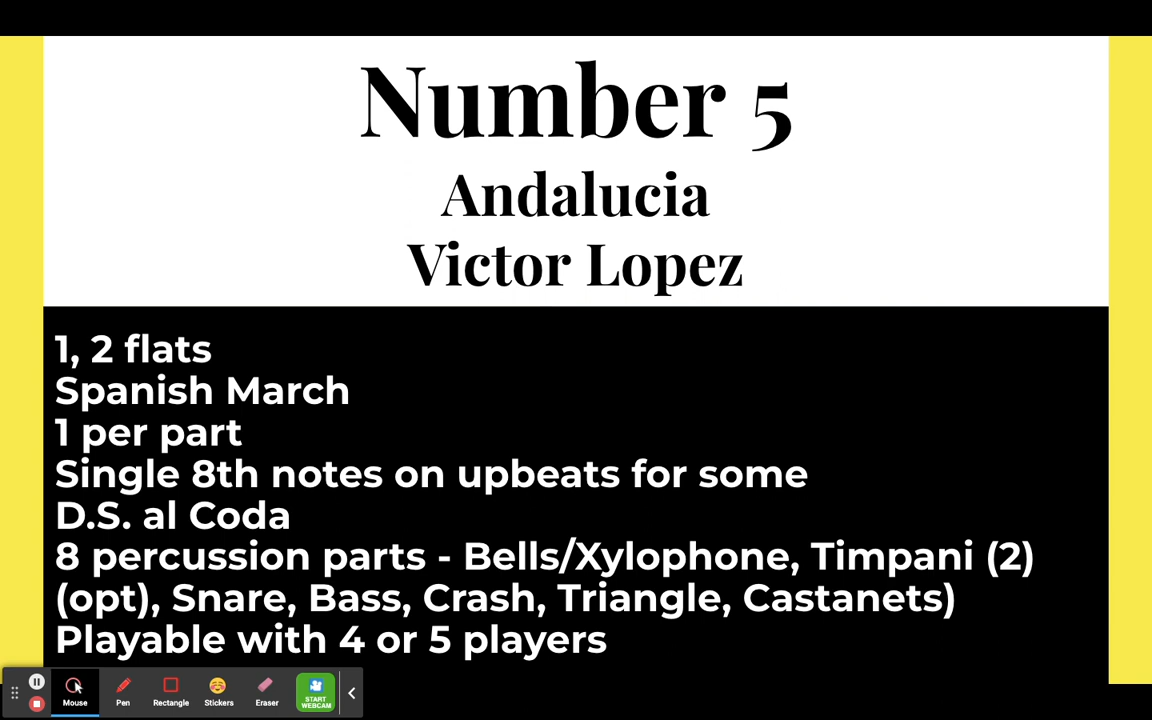 Number 5
Andalucia
Victor Lopez
1, 2 flats
Spanish March
1 per part
Single 8th notes on upbeats for some
D.S. al Coda
8 percussion parts - Bells/Xylophone, Timpani (2)
(opt), Snare, Bass, Crash, Triangle, Castanets)
Playable with 4 or 5 players
Mouse
Pen
Rectangle
Stickers
Eraser
START
WEBCAM